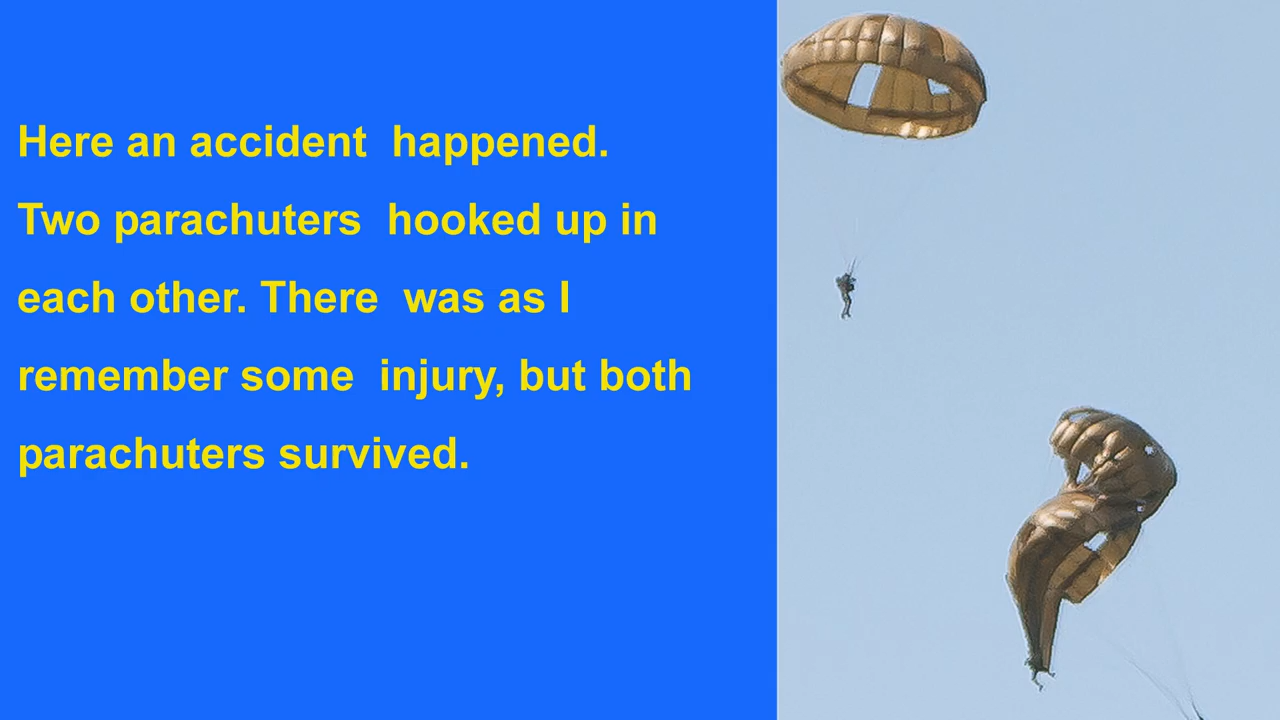 Here an accident  happened.
Two parachuters  hooked up in
each other. There  was as I
remember some  injury, but both
parachuters survived.